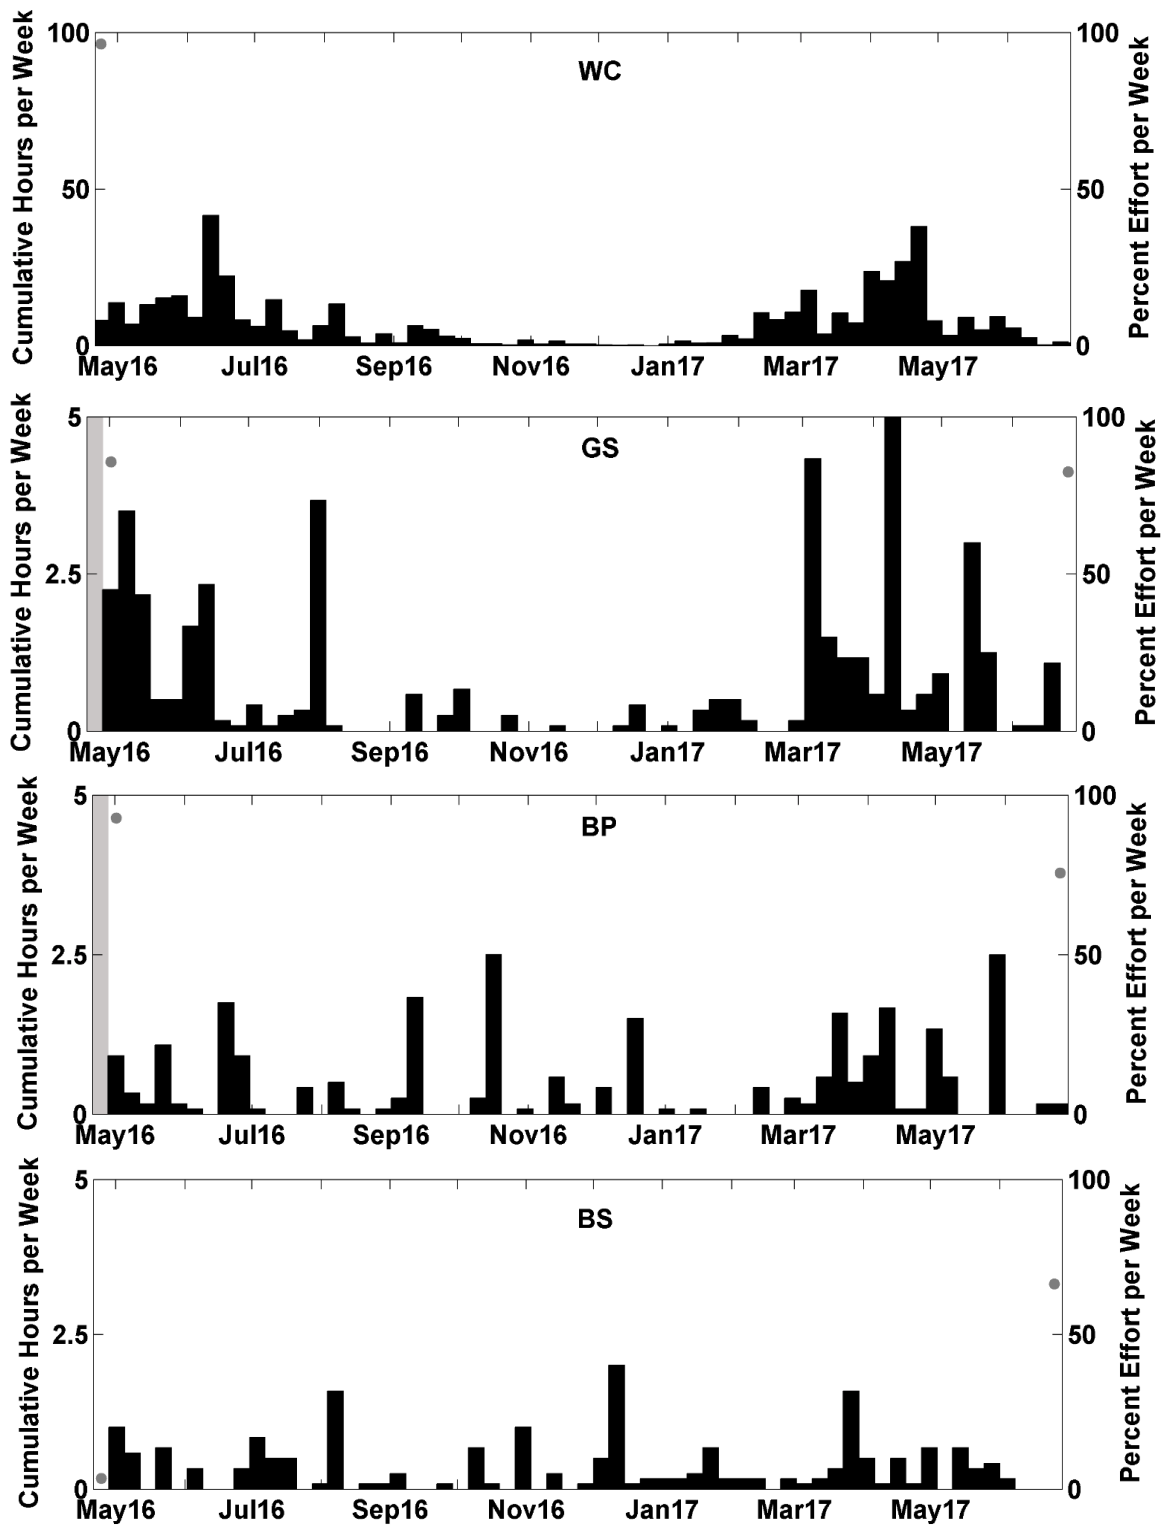 Cumulative Hours per Week
100
50
0
WC
100
50
0
Percent Effort per Week
May16 Jul16 Sep16 Nov16 Jan17 Mar17 May17
Cumulative Hours per Week
5
2.5
0
GS
100
50
0
Percent Effort per Week
May16 Jul16 Sep16 Nov16 Jan17 Mar17 May17
Cumulative Hours per Week
5
2.5
0
BP
100
50
0
Percent Effort per Week
May16 Jul16 Sep16 Nov16 Jan17 Mar17 May17
Cumulative Hours per Week
5
2.5
0
BS
100
50
0
Percent Effort per Week
May16 Jul16 Sep16 Nov16 Jan17 Mar17 May17